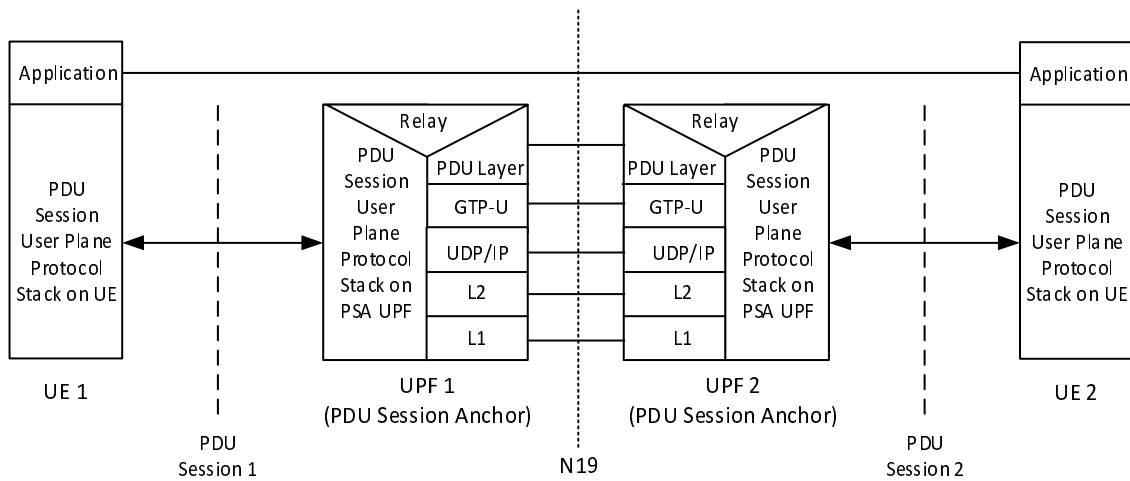 Application
PDU
Session
User Plane
Protocol
Stack on UE
UE 1
PDU
Session 1
Relay
PDU
Session
User
Plane
Protocol
Stack on
PSA UPF
PDU Layer
GTP-U
UDP/IP
L2
L1
UPF 1
(PDU Session Anchor)
N19
Relay
PDU Layer
GTP-U
UDP/IP
L2
L1
PDU
Session
User
Plane
Protocol
Stack on
PSA UPF
UPF 2
(PDU Session Anchor)
PDU
Session 2
Application
PDU
Session
User Plane
Protocol
Stack on UE
UE 2